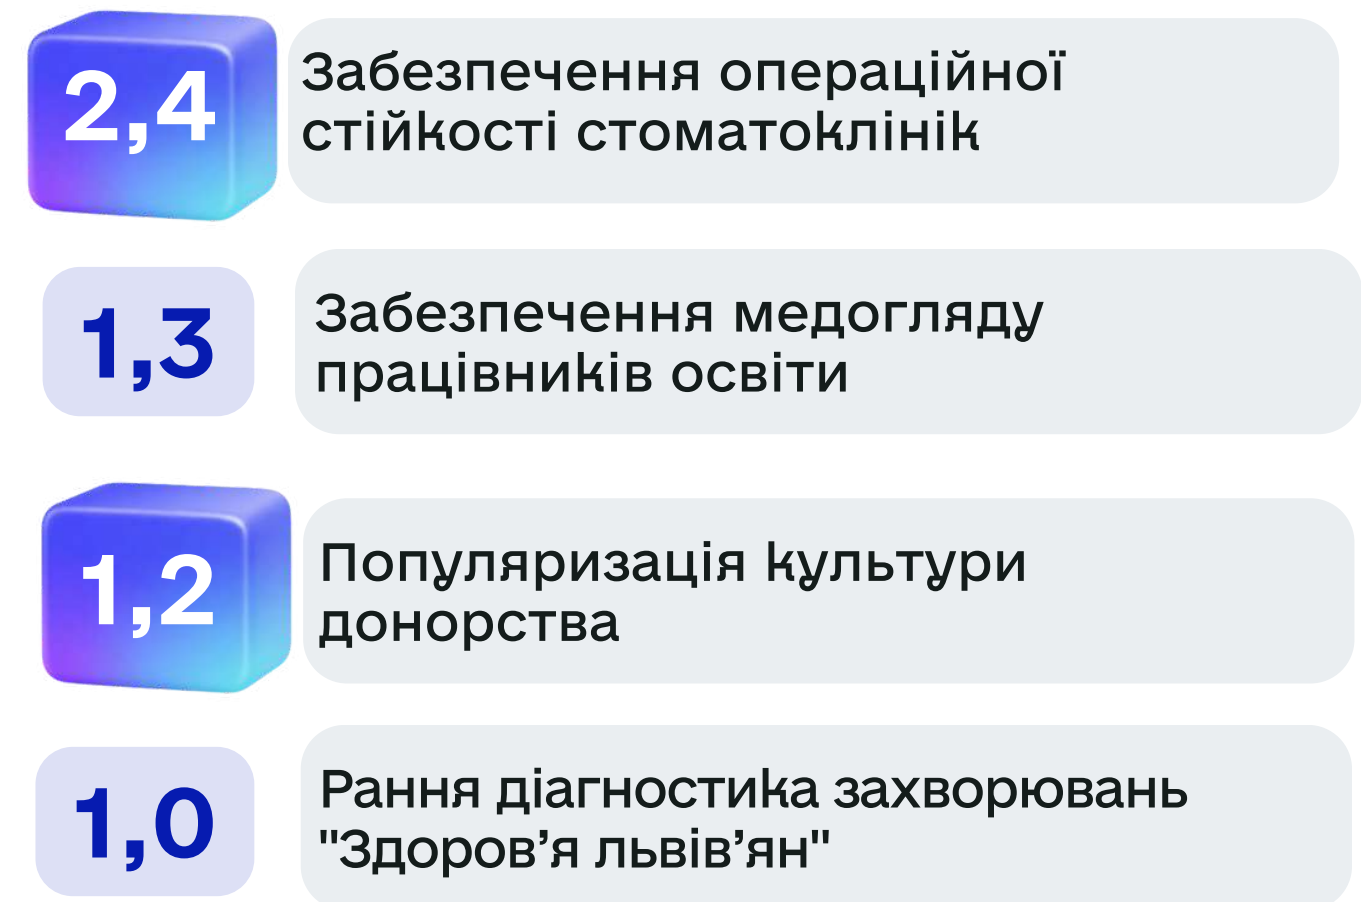 2,4
Забезпечення операційної
стійкості стоматоклінік
1,3
Забезпечення медогляду
працівників освіти
1,2
Популяризація культури
донорства
1,0
Рання діагностика захворювань
"Здоров’я львів’ян"